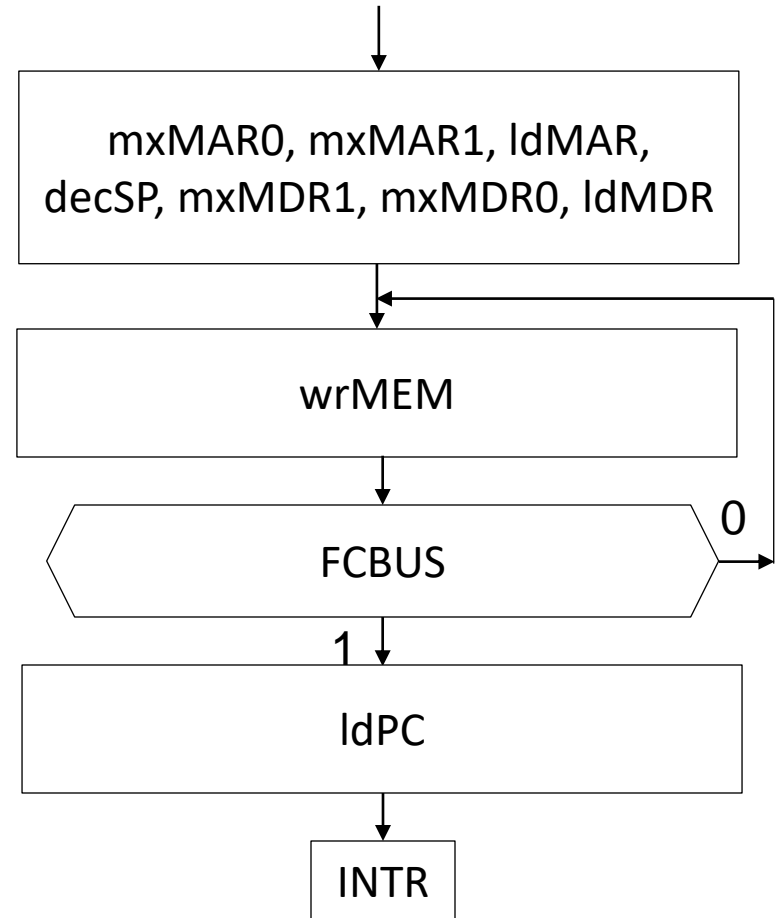 mxMAR0, mxMAR1, ldMAR,
decSP, mxMDR1, mxMDR0, ldMDR
wrMEM
FCBUS
0
1
ldPC
INTR